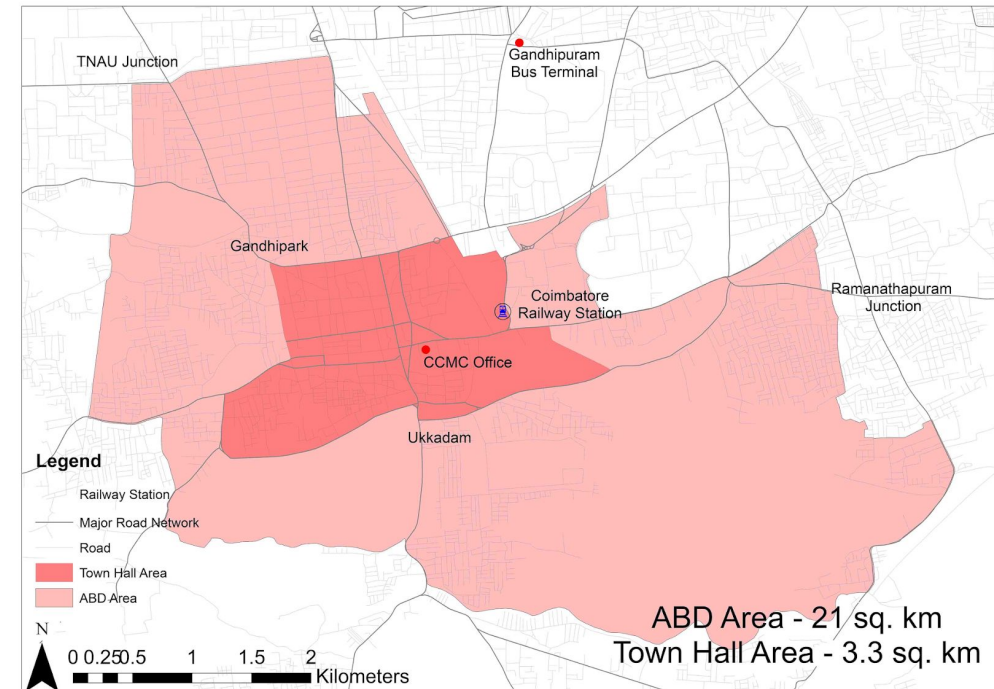 TNAU Junction
Gandhipuram
Bus Terminal
Gandhipark
Coimbatore
Railway Station
Ramanathapuram
Junction
CCMC Office
Ukkadam
Legend
Railway Station
Major Road Network
Road
Town Hall Area
ABD Area
N
0 0.250.5 1 1.5 2
Kilometers
ABD Area - 21 sq. km
Town Hall Area - 3.3 sq. km